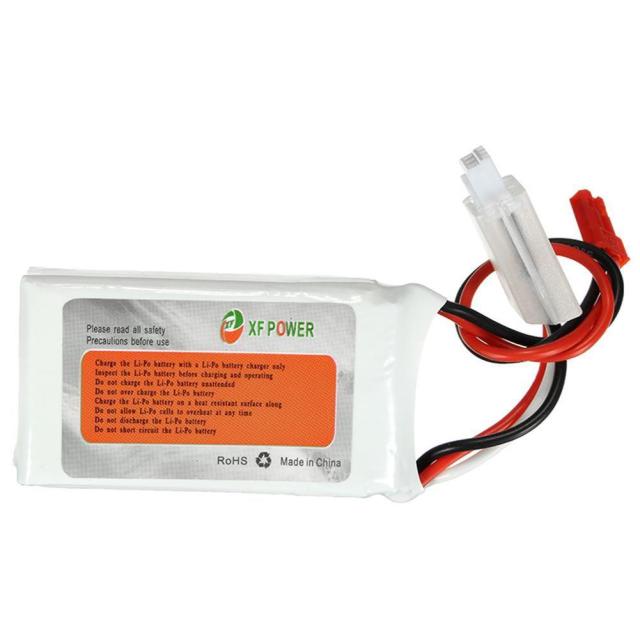 XF POWER
Please read all safety
Precautions before use
Charge the Li-Po battery with a Li-Po battery charger only
Inspect the Li-Po battery before charging and operating
Do not charge the Li-Po battery unattended
Do not over charge the Li-Po battery
Charge the Li-Po battery on a heat resistant surface along
Do not allow Li-Po cells to overheat at any time
Do not discharge the Li-Po battery
Do not short circuit the Li-Po battery
RoHS Made in China